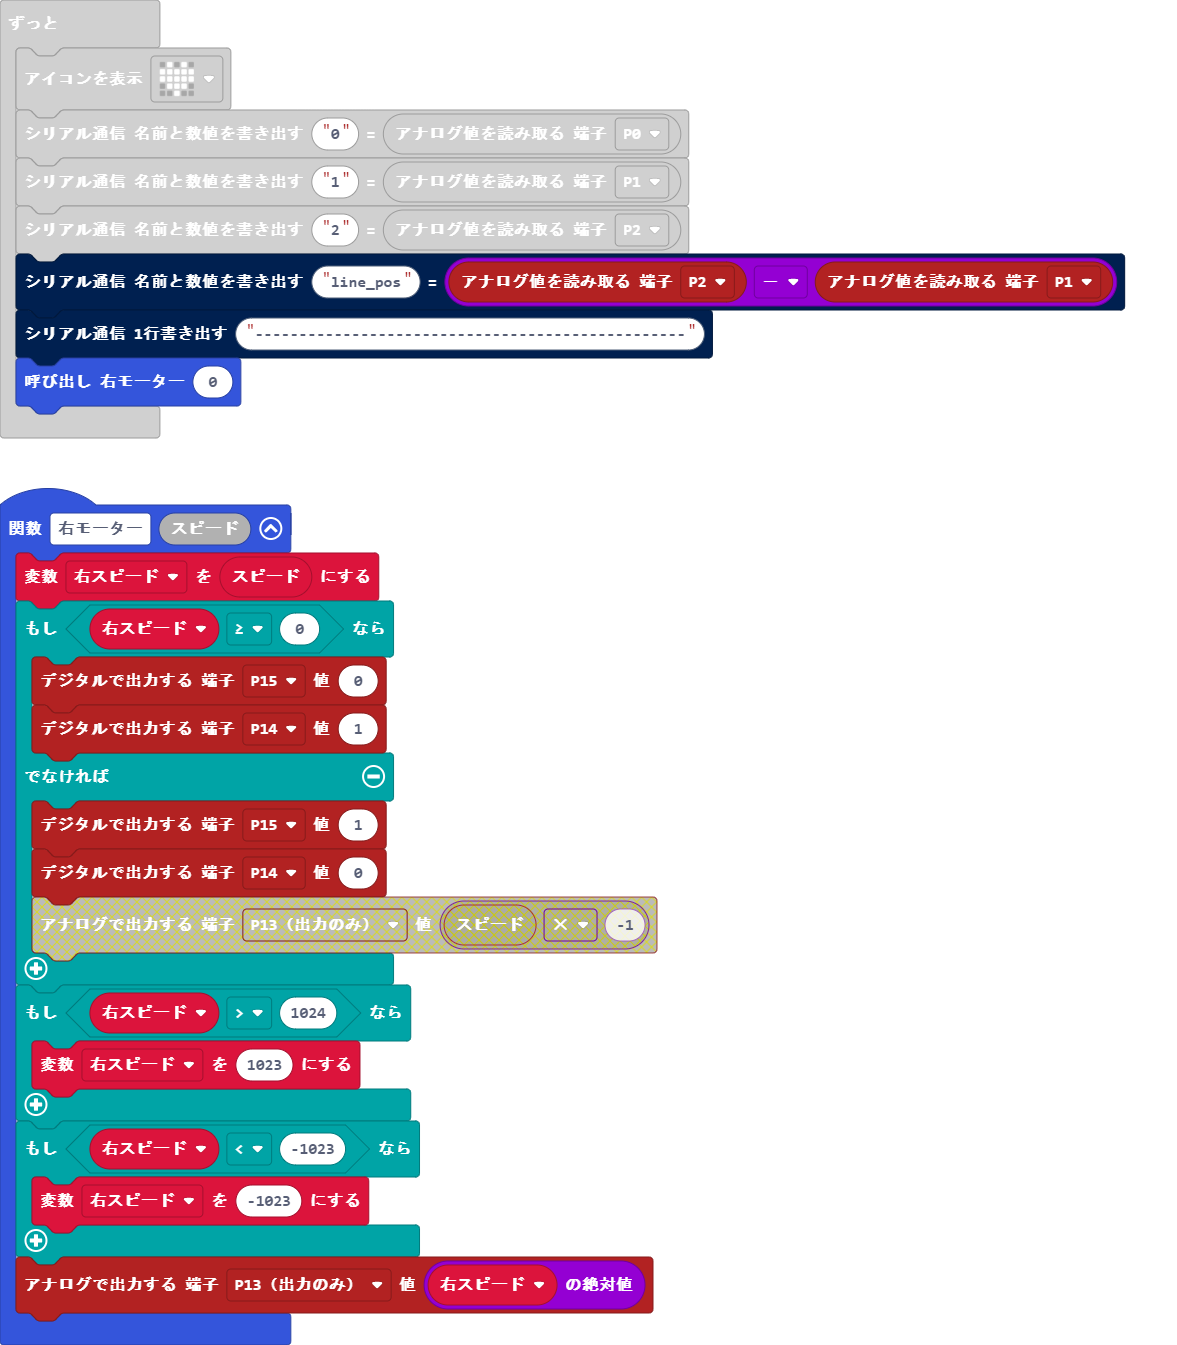 ずっと
アイコンを表示
シリアル通信 名前と数値を書き出す "0" = アナログ値を読み取る 端子 P0
シリアル通信 名前と数値を書き出す "1" = アナログ値を読み取る 端子 P1
シリアル通信 名前と数値を書き出す "2" = アナログ値を読み取る 端子 P2
シリアル通信 名前と数値を書き出す "line_pos" = アナログ値を読み取る 端子 P2 - アナログ値を読み取る 端子 P1
シリアル通信 1行書き出す "-------------------------------------------------"
呼び出し 右モーター 0
関数 右モーター スピード
変数 右スピード を スピード にする
もし 右スピード ≥ 0 なら
デジタルで出力する 端子 P15 値 0
デジタルで出力する 端子 P14 値 1
でなければ
デジタルで出力する 端子 P15 値 1
デジタルで出力する 端子 P14 値 0
アナログで出力する 端子 P13（出力のみ） 値 スピード × -1
もし 右スピード > 1024 なら
変数 右スピード を 1023 にする
もし 右スピード < -1023 なら
変数 右スピード を -1023 にする
アナログで出力する 端子 P13（出力のみ） 値 右スピード の絶対値